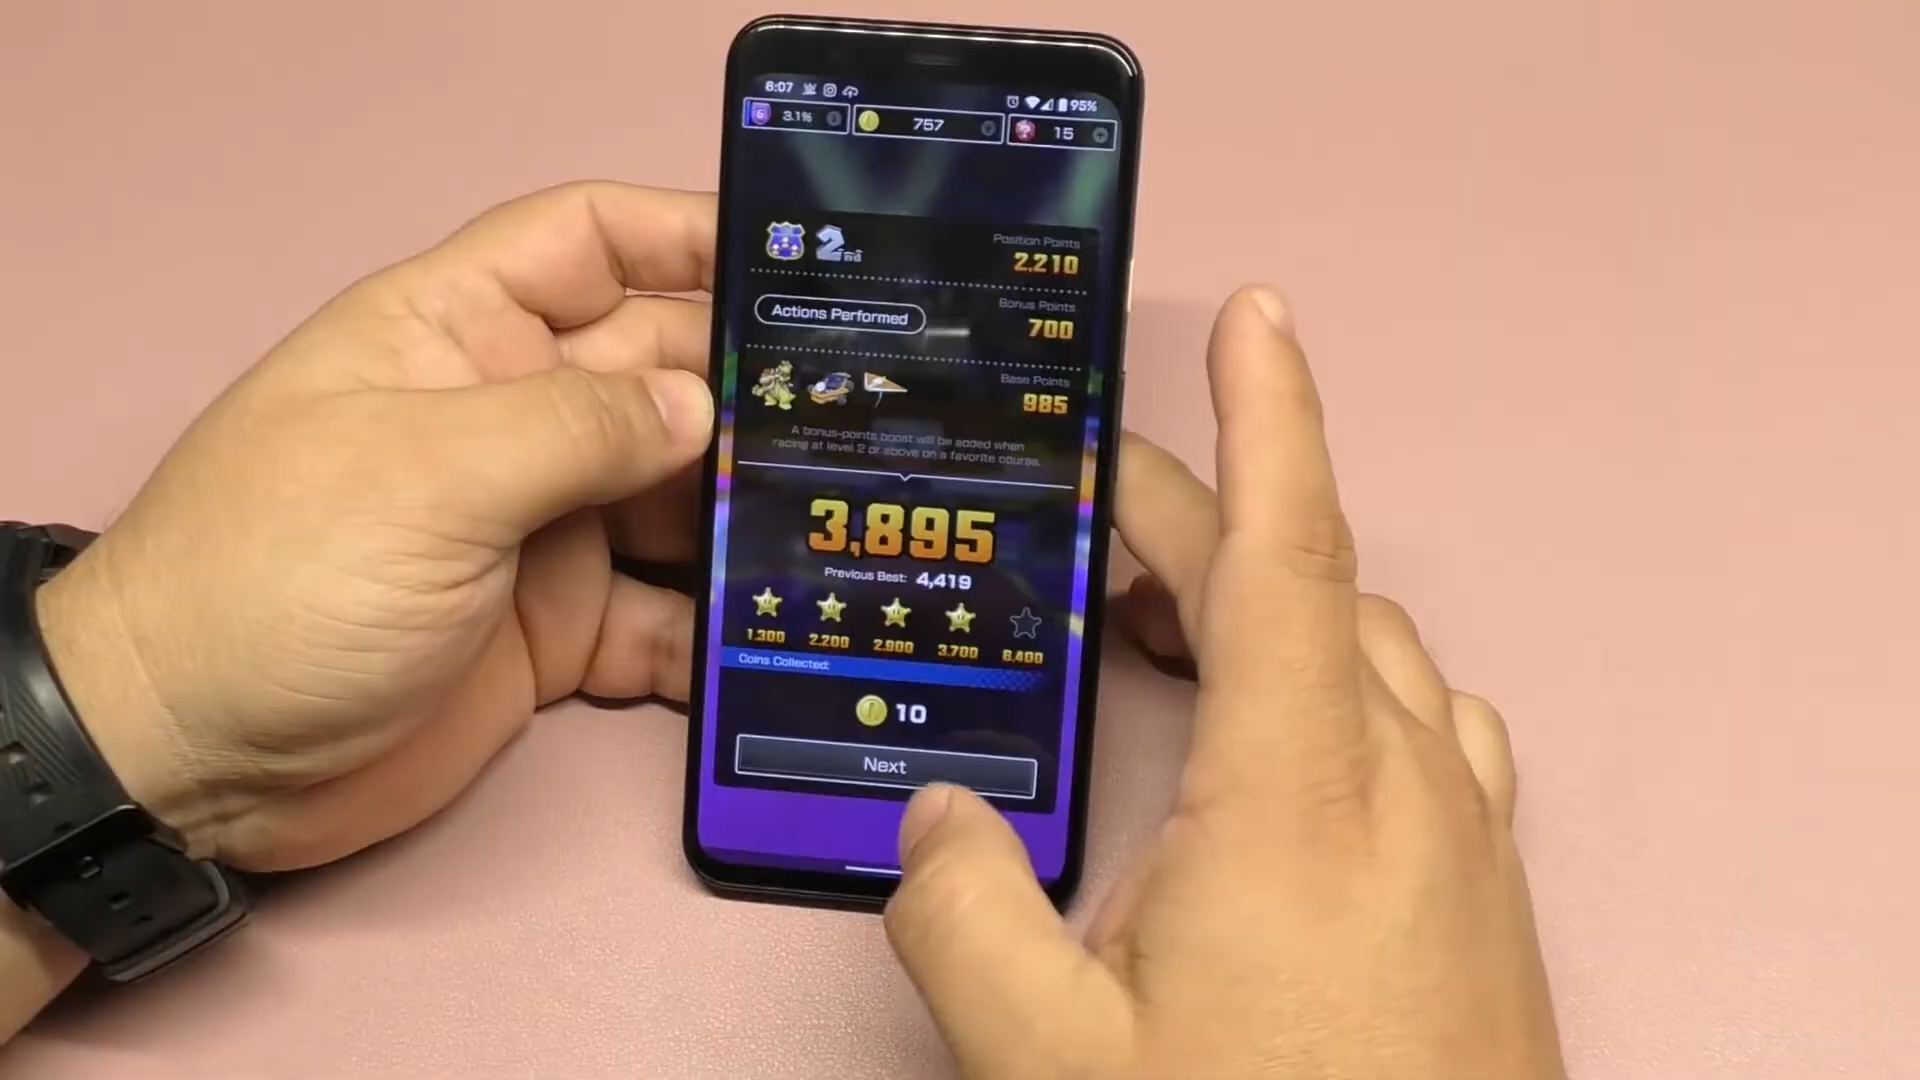 6:07 95%
3.1% 757 15
2nd Position Points
2,210
Actions Performed Bonus Points
700
Base Points
985
A bonus-points boost will be added when
racing at level 2 or above on a favorite course.
3,895
Previous Best: 4,419
1,300 2,200 2,900 3,700 6,400
Coins Collected:
10
Next